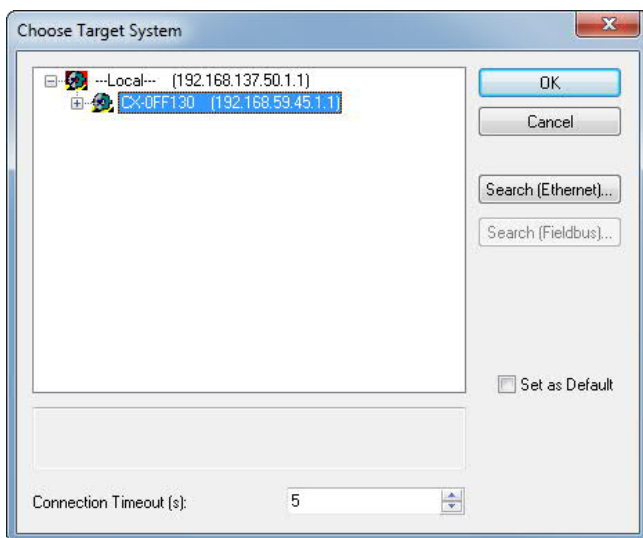 Choose Target System
---Local--- (192.168.137.50.1.1)
CX-0FF130 (192.168.59.45.1.1)
OK
Cancel
Search (Ethernet)...
Search (Fieldbus)...
Set as Default
Connection Timeout (s): 5